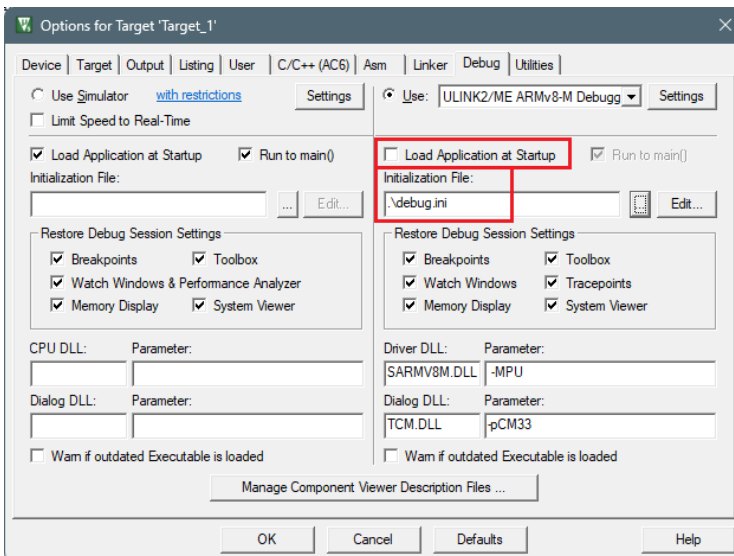 Options for Target 'Target_1'
Device | Target | Output | Listing | User | C/C++ (AC6) | Asm | Linker | Debug | Utilities
Use Simulator with restrictions Settings
Limit Speed to Real-Time
Load Application at Startup Run to main()
Initialization File:
... Edit...
Restore Debug Session Settings
Breakpoints Toolbox
Watch Windows & Performance Analyzer
Memory Display System Viewer
CPU DLL: Parameter:
Dialog DLL: Parameter:
Warn if outdated Executable is loaded
Use: ULINK2/ME ARMv8-M Debugg Settings
Load Application at Startup Run to main()
Initialization File:
.\debug.ini ... Edit...
Restore Debug Session Settings
Breakpoints Toolbox
Watch Windows Tracepoints
Memory Display System Viewer
Driver DLL: Parameter:
SARMV8M.DLL -MPU
Dialog DLL: Parameter:
TCM.DLL -pCM33
Warn if outdated Executable is loaded
Manage Component Viewer Description Files ...
OK Cancel Defaults Help